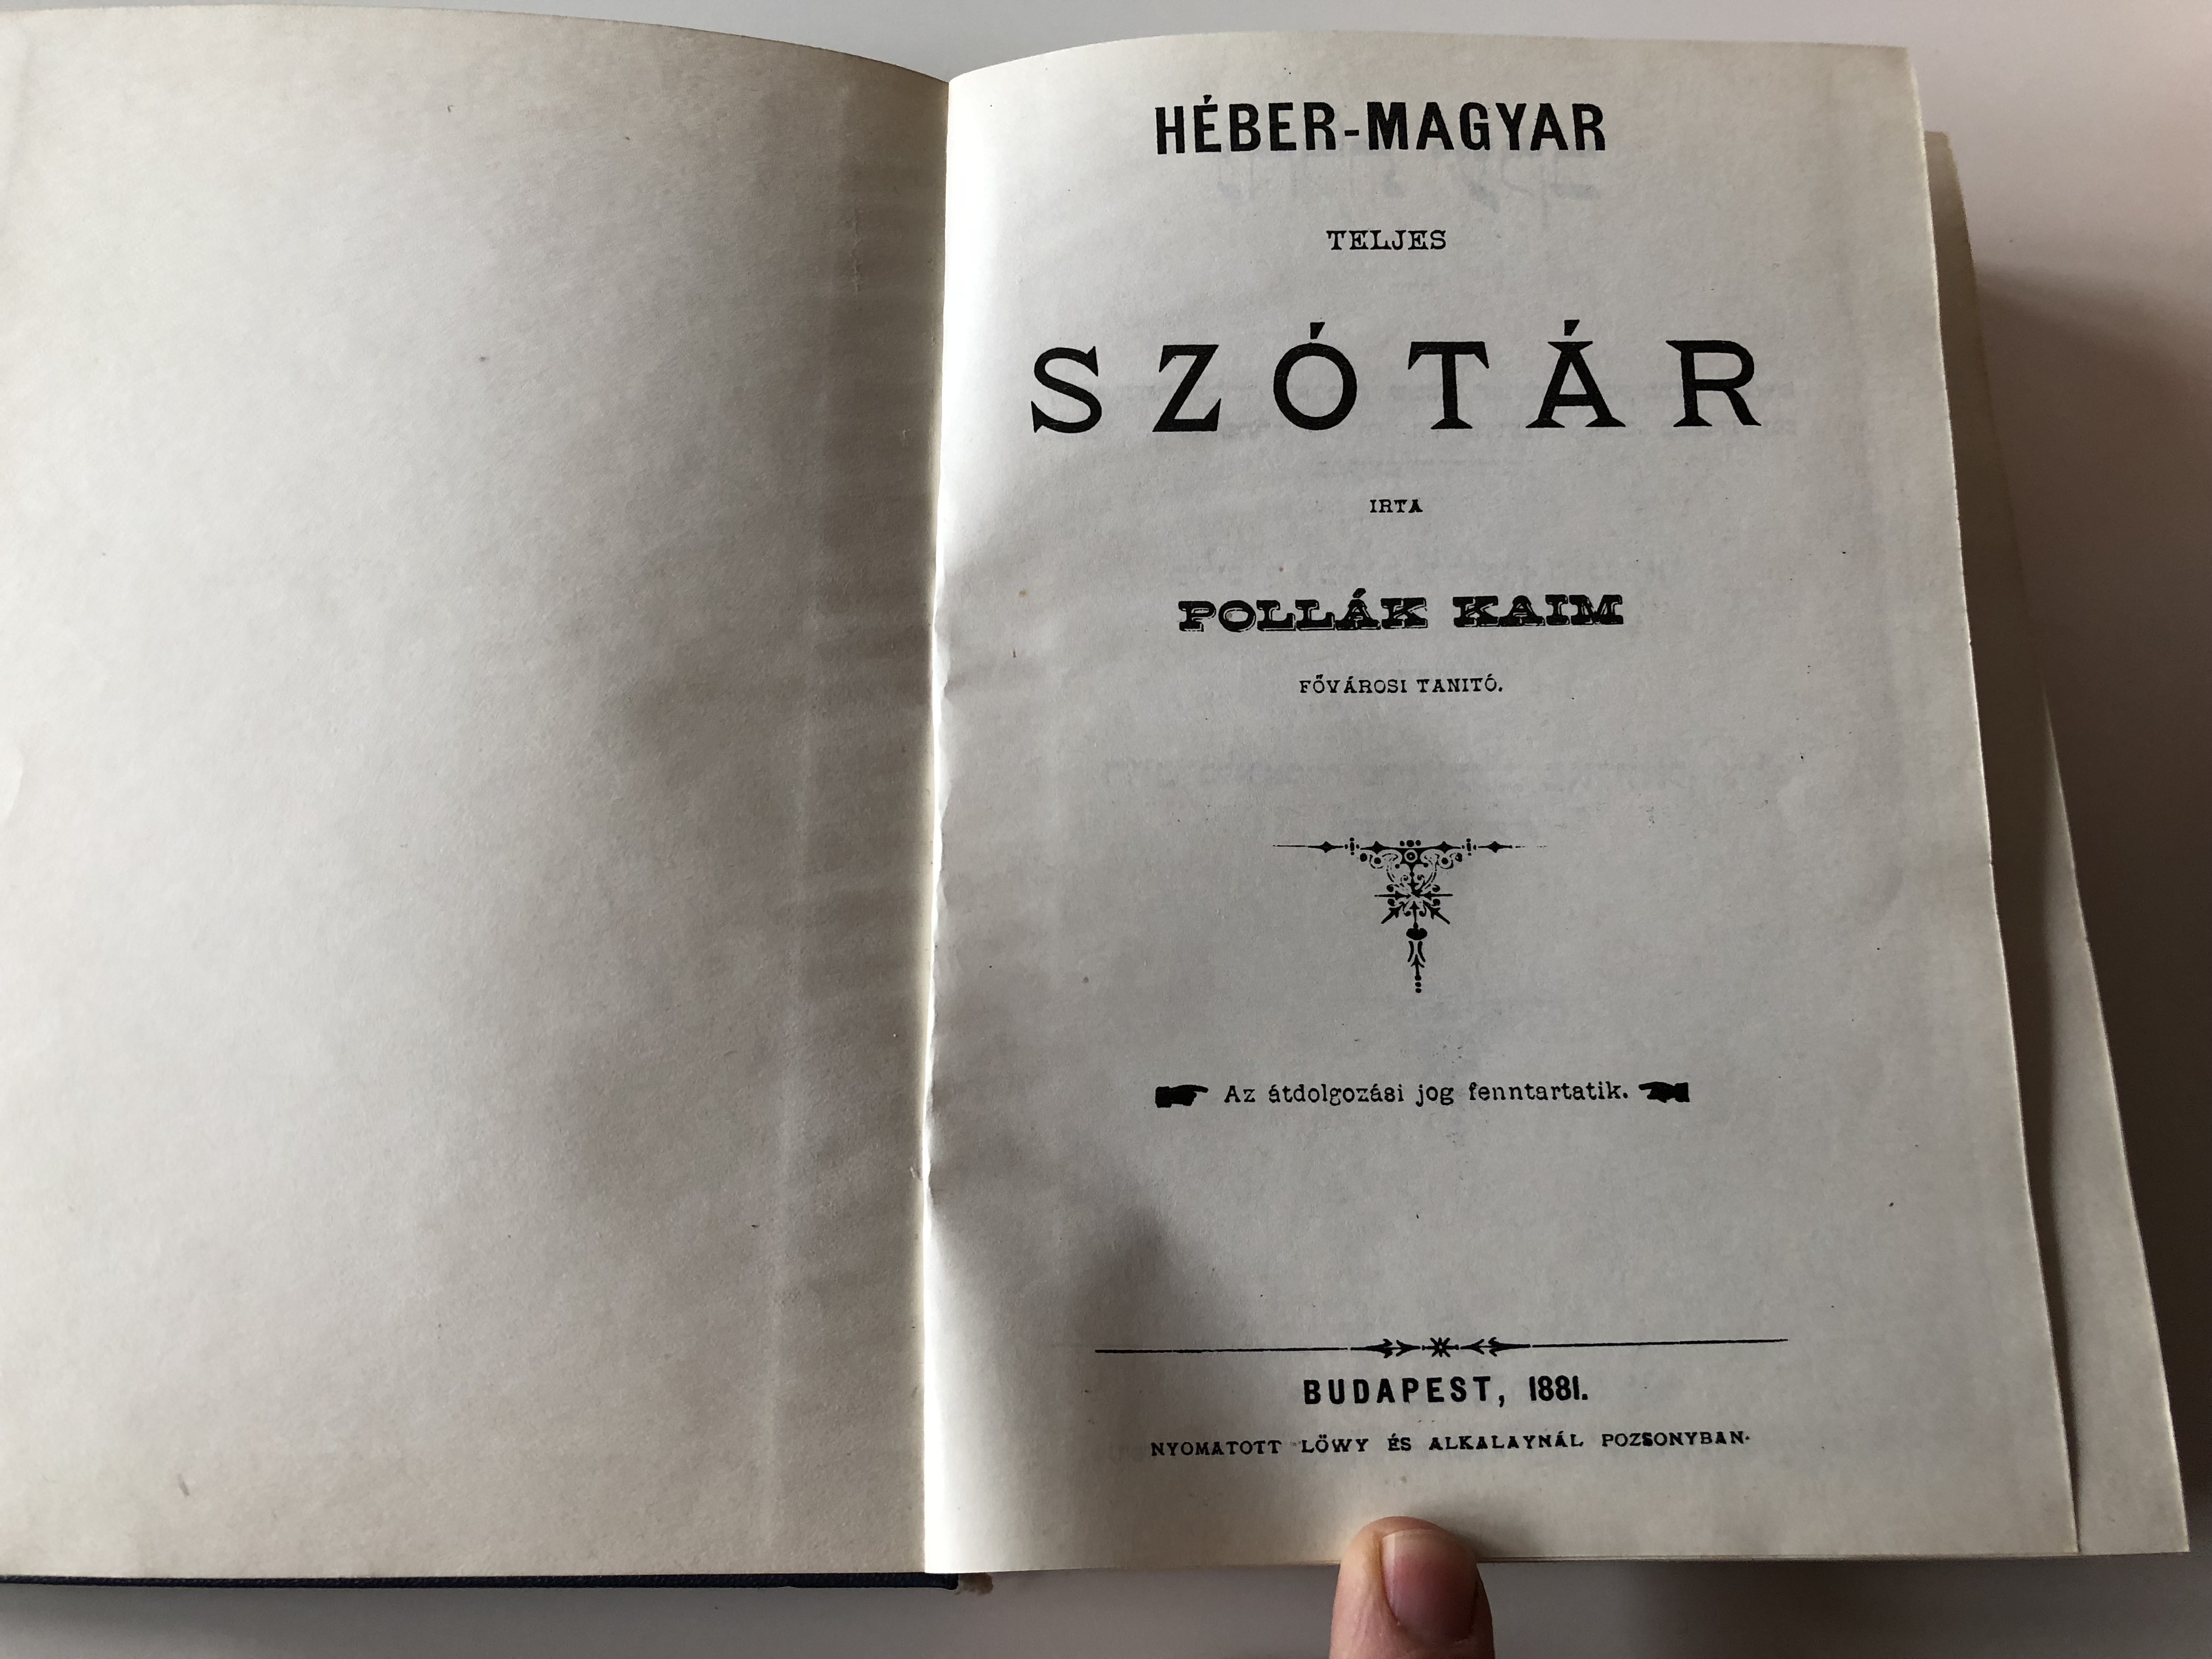 HÉBER-MAGYAR
TELJES
SZÓTÁR
IRTA
POLLÁK KAIM
FŐVÁROSI TANITÓ.
Az átdolgozási jog fenntartatik.
BUDAPEST, 1881.
NYOMATOTT LÖWY ÉS ALKALAYNÁL POZSONYBAN.